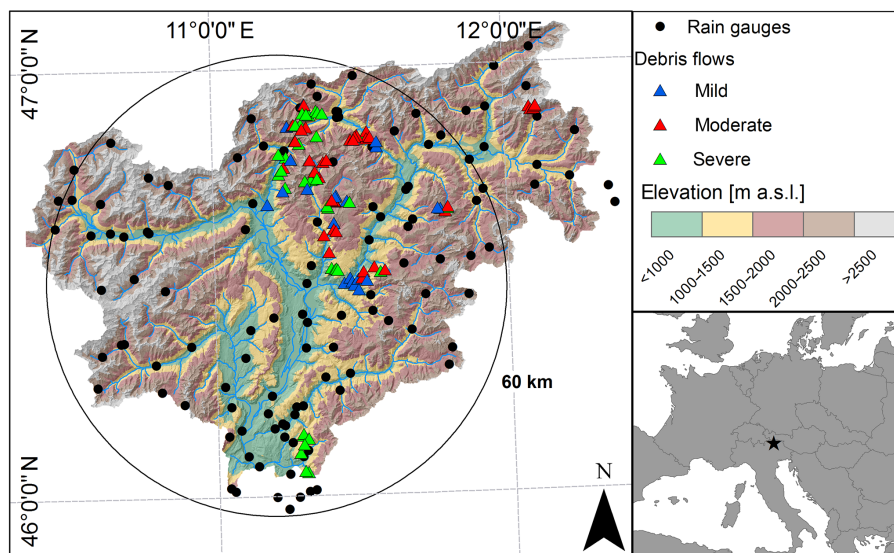 11°0'0"E
12°0'0"E
47°0'0"N
46°0'0"N
60 km
N
Rain gauges
Debris flows
Mild
Moderate
Severe
Elevation [m a.s.l.]
<1000
1000-1500
1500-2000
2000-2500
>2500